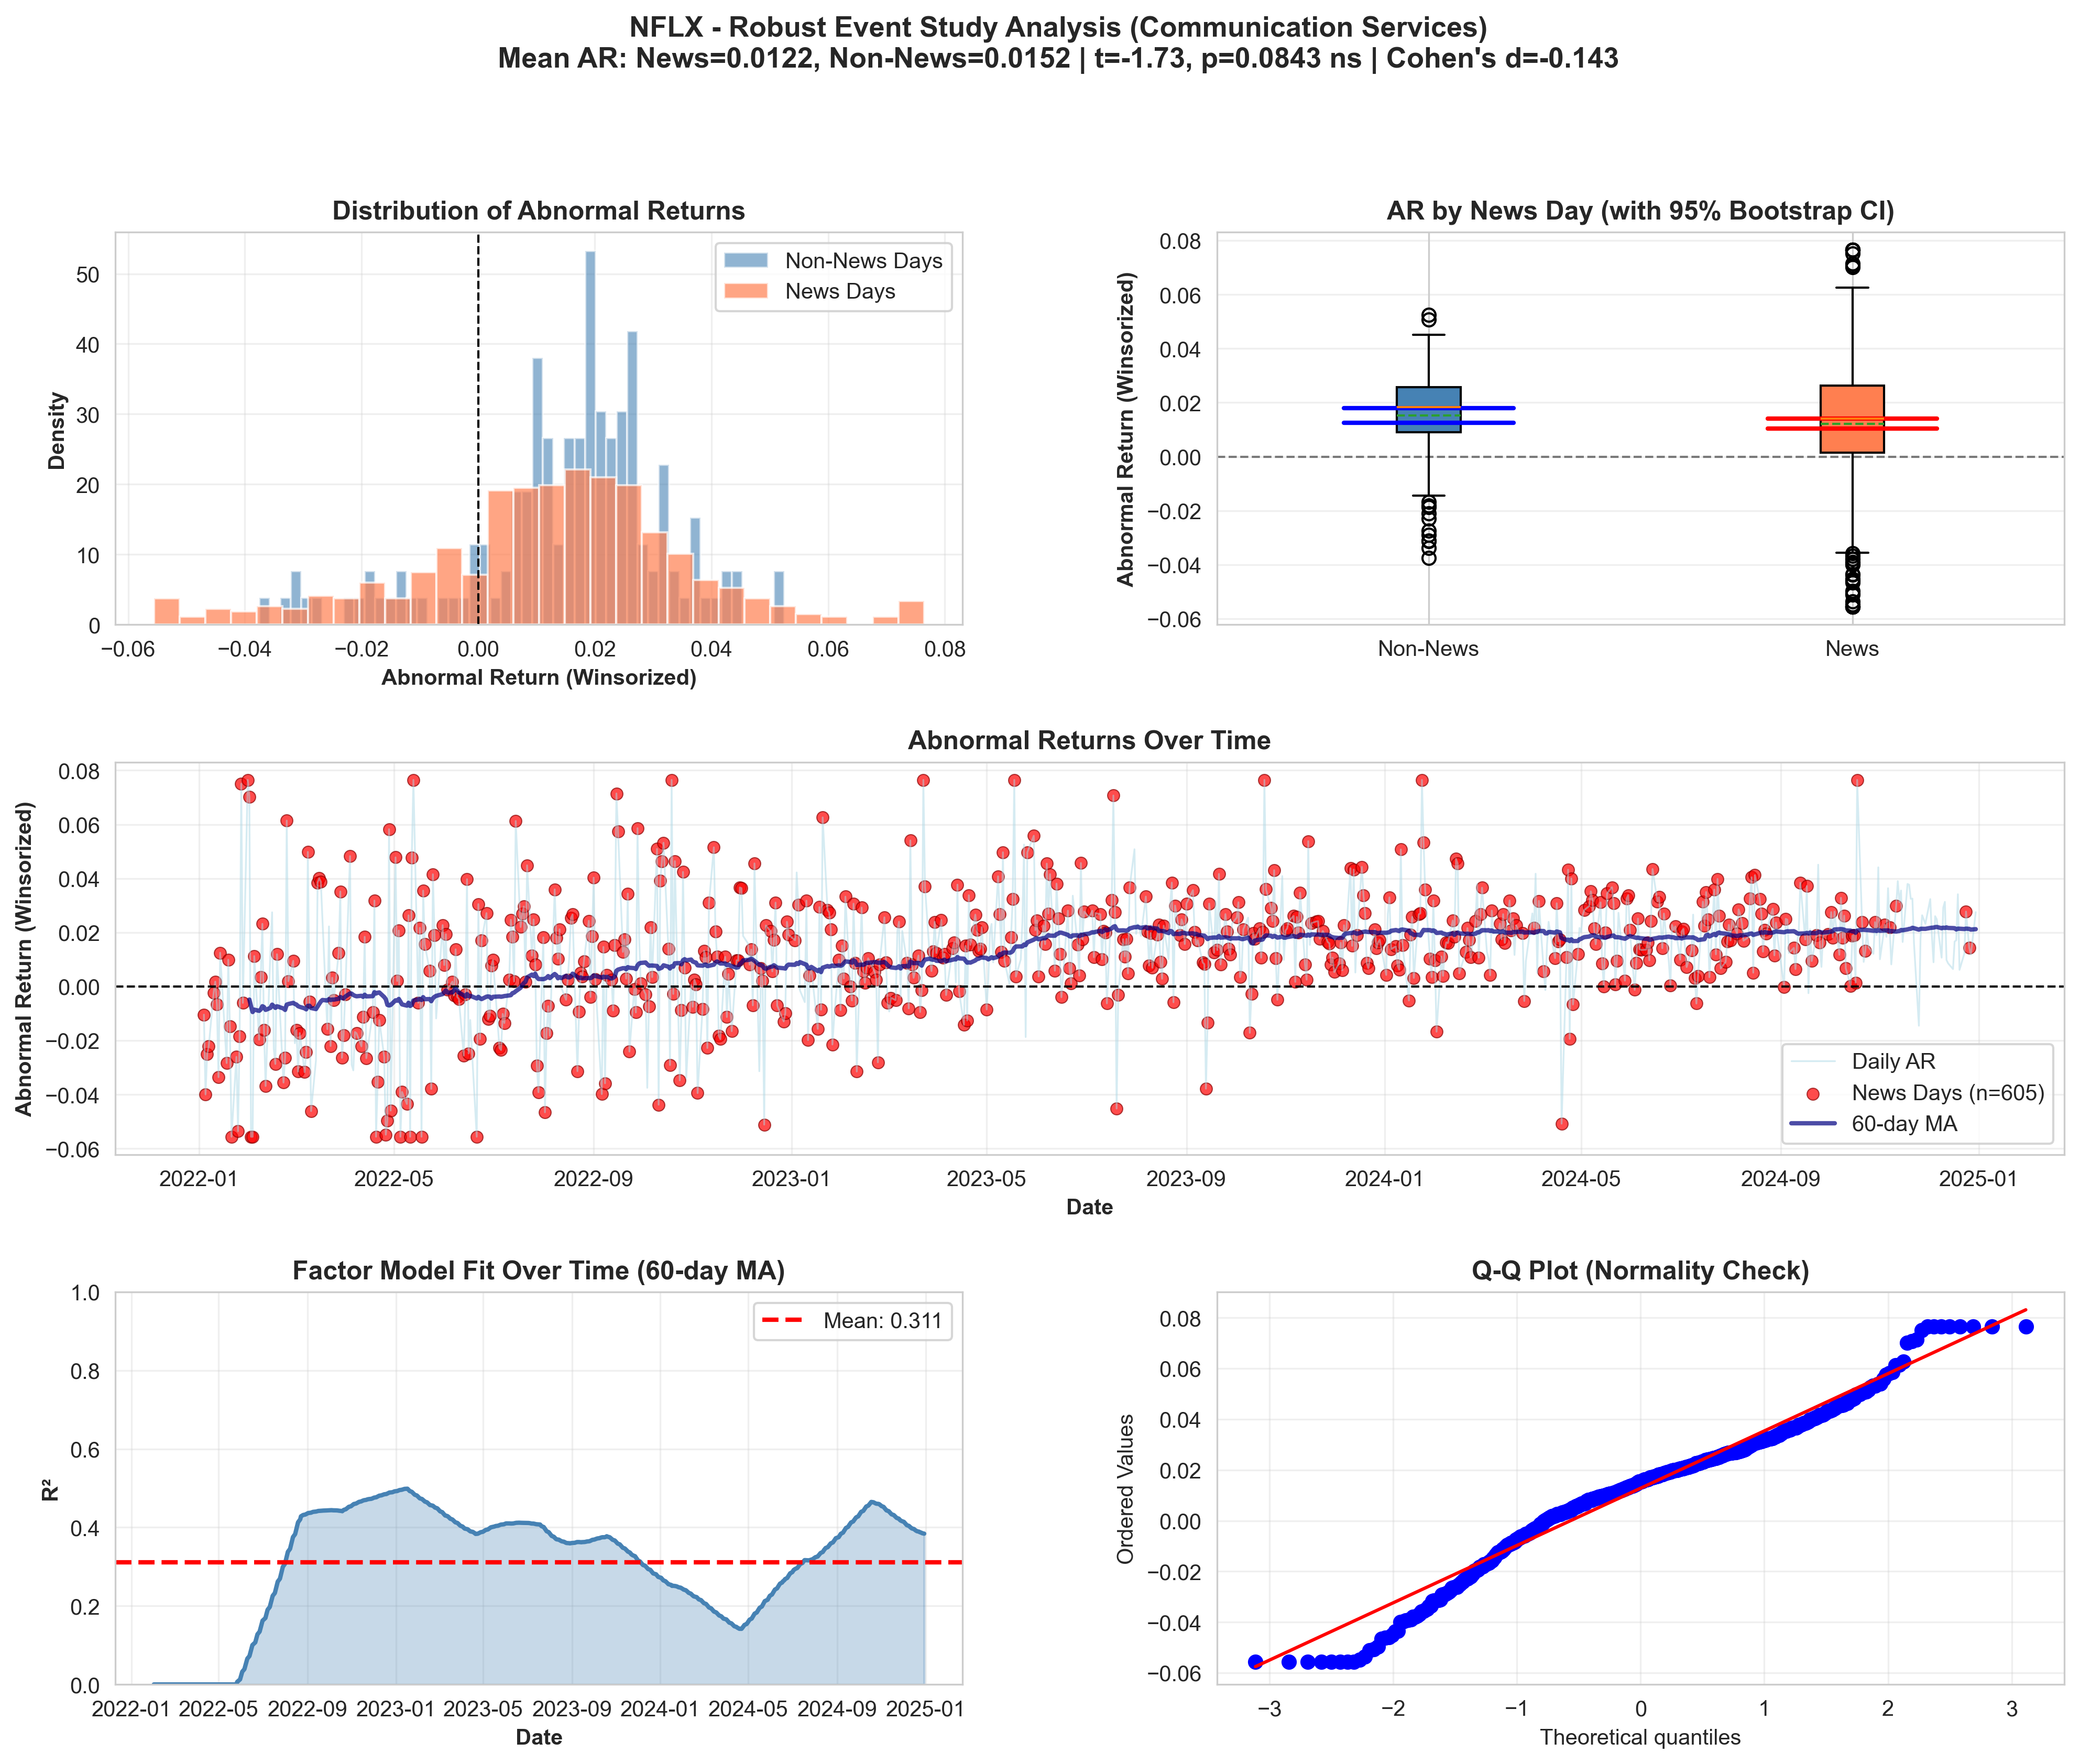 NFLX - Robust Event Study Analysis (Communication Services)
Mean AR: News=0.0122, Non-News=0.0152 | t=-1.73, p=0.0843 ns | Cohen's d=-0.143
Distribution of Abnormal Returns
Density
50
40
30
20
10
0
Non-News Days
News Days
−0.06 −0.04 −0.02 0.00 0.02 0.04 0.06 0.08
Abnormal Return (Winsorized)
AR by News Day (with 95% Bootstrap CI)
Abnormal Return (Winsorized)
0.08
0.06
0.04
0.02
0.00
−0.02
−0.04
−0.06
Non-News News
Abnormal Returns Over Time
Abnormal Return (Winsorized)
0.08
0.06
0.04
0.02
0.00
−0.02
−0.04
−0.06
Daily AR
News Days (n=605)
60-day MA
2022-01 2022-05 2022-09 2023-01 2023-05 2023-09 2024-01 2024-05 2024-09 2025-01
Date
Factor Model Fit Over Time (60-day MA)
R²
1.0
0.8
0.6
0.4
0.2
0.0
Mean: 0.311
2022-01 2022-05 2022-09 2023-01 2023-05 2023-09 2024-01 2024-05 2024-09 2025-01
Date
Q-Q Plot (Normality Check)
Ordered Values
0.08
0.06
0.04
0.02
0.00
−0.02
−0.04
−0.06
−3 −2 −1 0 1 2 3
Theoretical quantiles